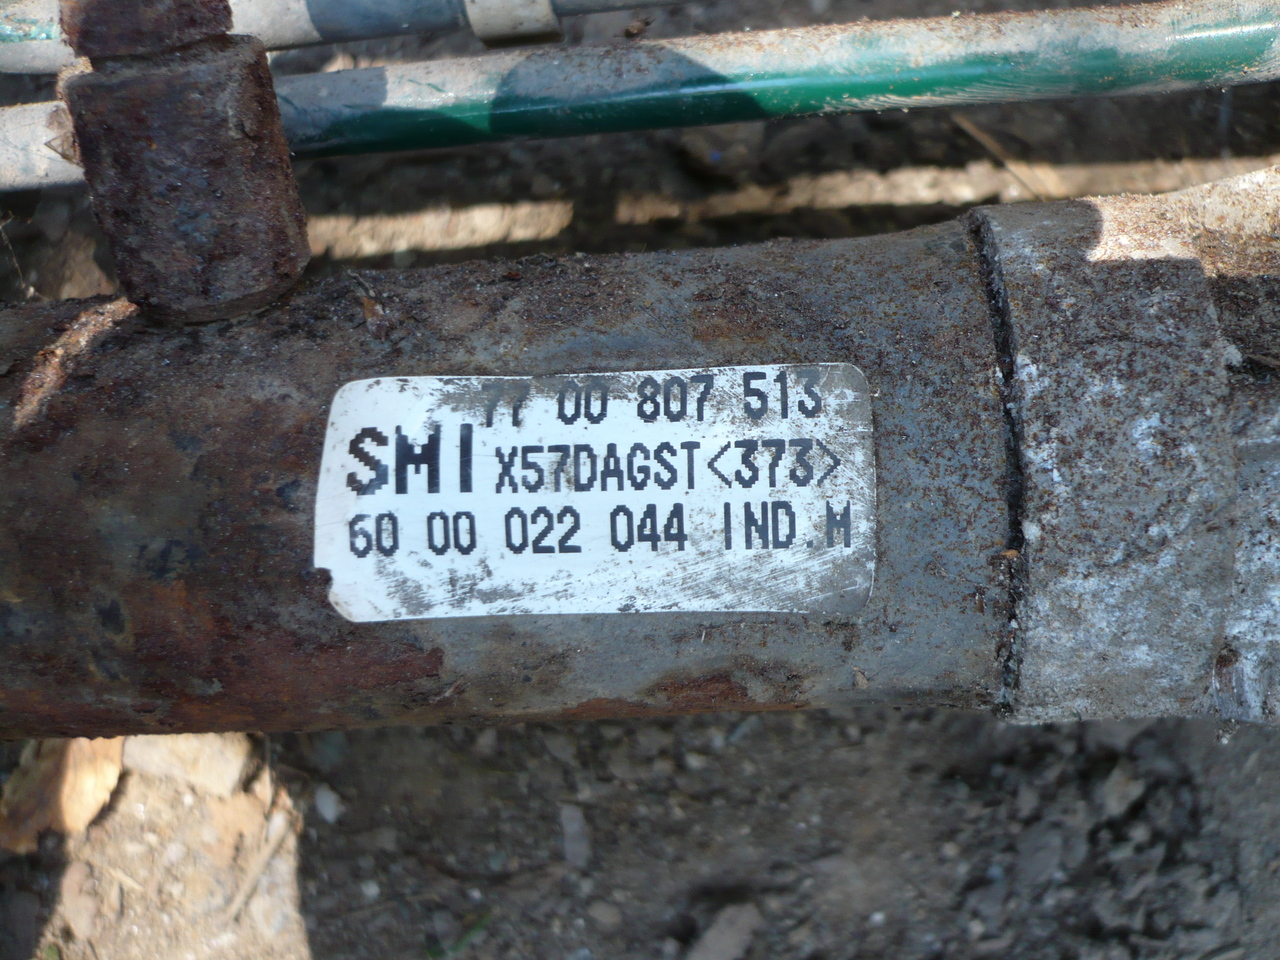 77 00 807 513
SMI X57DAGST<373>
60 00 022 044 IND.M